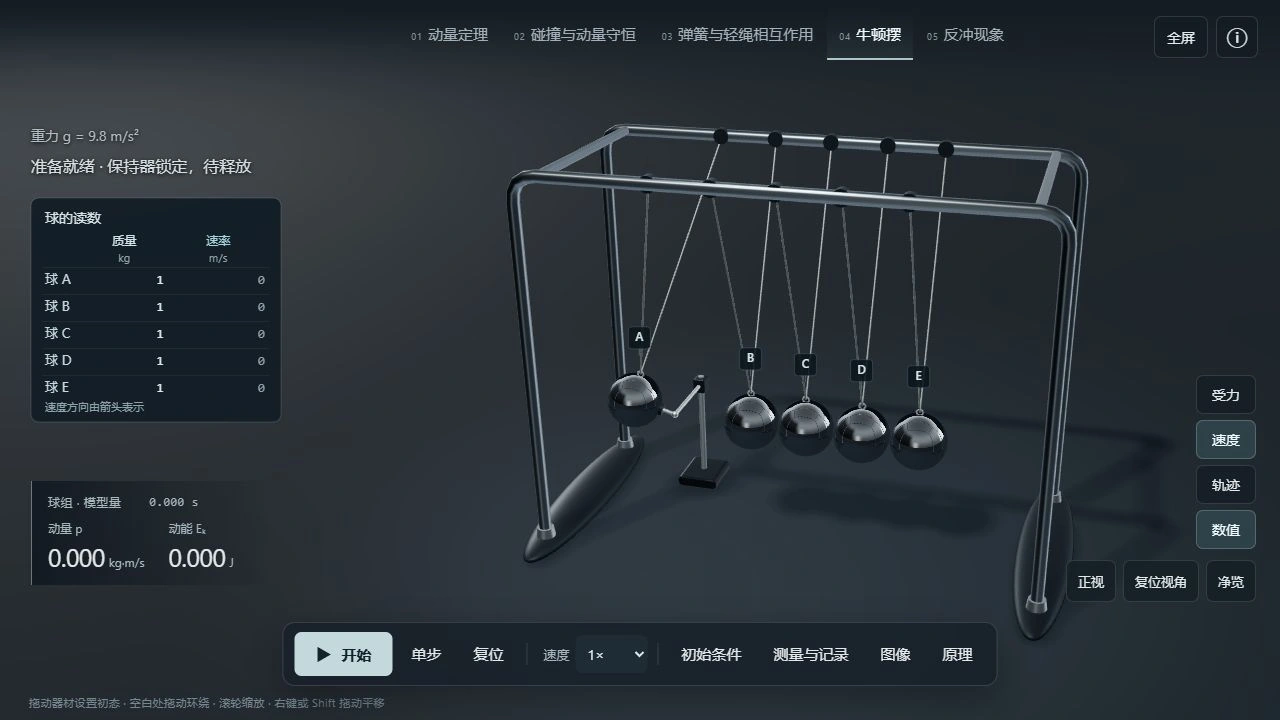 01 动量定理
02 碰撞与动量守恒
03 弹簧与轻绳相互作用
04 牛顿摆
05 反冲现象
全屏
重力 g = 9.8 m/s²
准备就绪 · 保持器锁定，待释放
球的读数
质量 速率
kg m/s
球 A 1 0
球 B 1 0
球 C 1 0
球 D 1 0
球 E 1 0
速度方向由箭头表示
A
B
C
D
E
受力
速度
轨迹
数值
球组 · 模型量 0.000 s
动量 p 动能 Eₖ
0.000 kg·m/s 0.000 J
正视 复位视角 净览
开始 单步 复位 速度 1× 初始条件 测量与记录 图像 原理
拖动器材设置初态 · 空白处拖动环绕 · 滚轮缩放 · 右键或 Shift 拖动平移